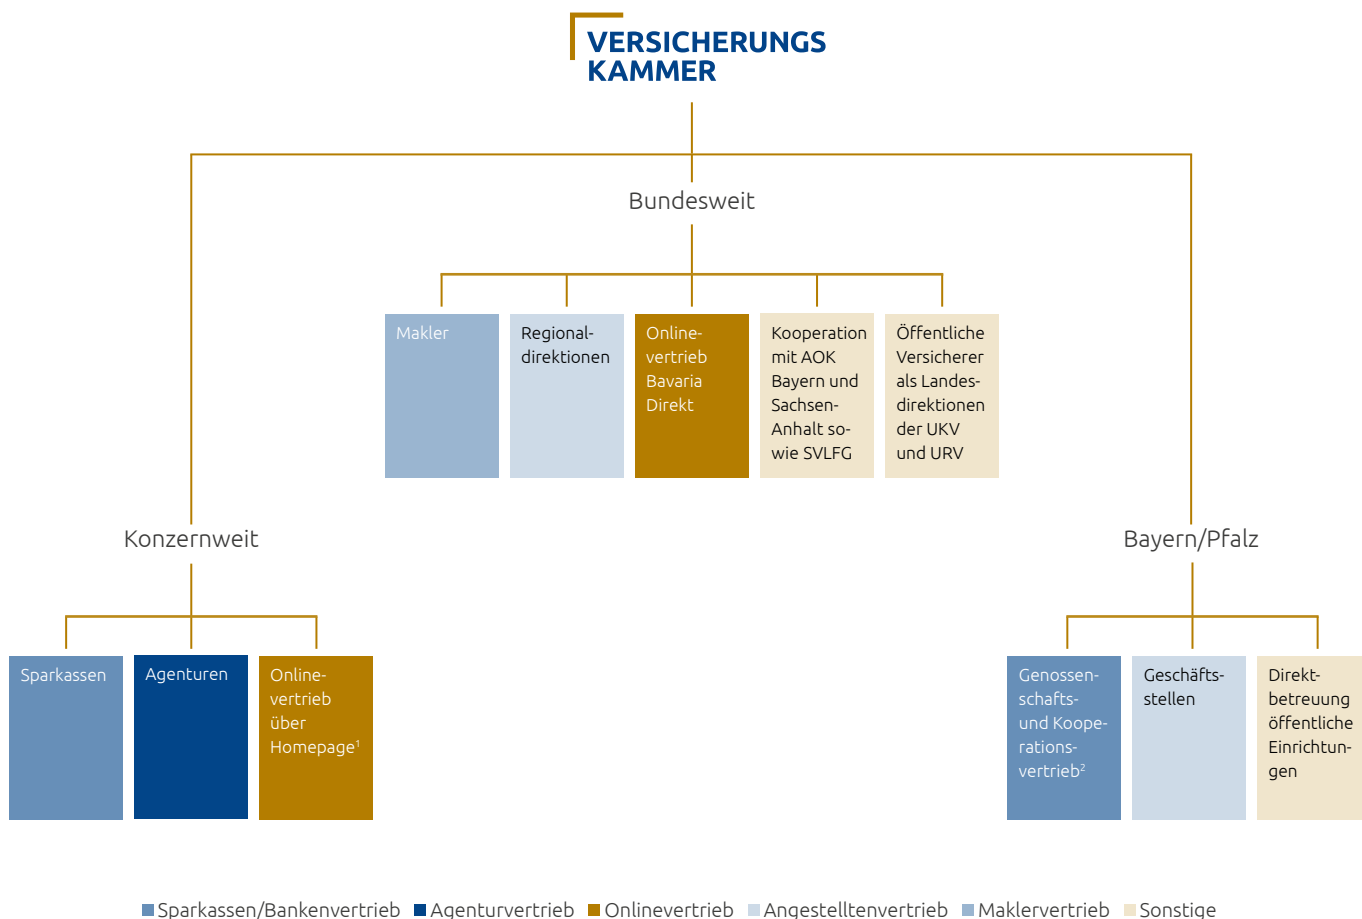 VERSICHERUNGS
KAMMER
Bundesweit
Makler
Regional-
direktionen
Online-
vertrieb
Bavaria
Direkt
Kooperation
mit AOK
Bayern und
Sachsen-
Anhalt so-
wie SVLFG
Öffentliche
Versicherer
als Landes-
direktionen
der UKV
und URV
Konzernweit
Sparkassen
Agenturen
Online-
vertrieb
über
Homepage¹
Bayern/Pfalz
Genossen-
schafts-
und Koope-
rations-
vertrieb²
Geschäfts-
stellen
Direkt-
betreuung
öffentliche
Einrichtun-
gen
Sparkassen/Bankenvertrieb Agenturvertrieb Onlinevertrieb Angestelltenvertrieb Maklervertrieb Sonstige